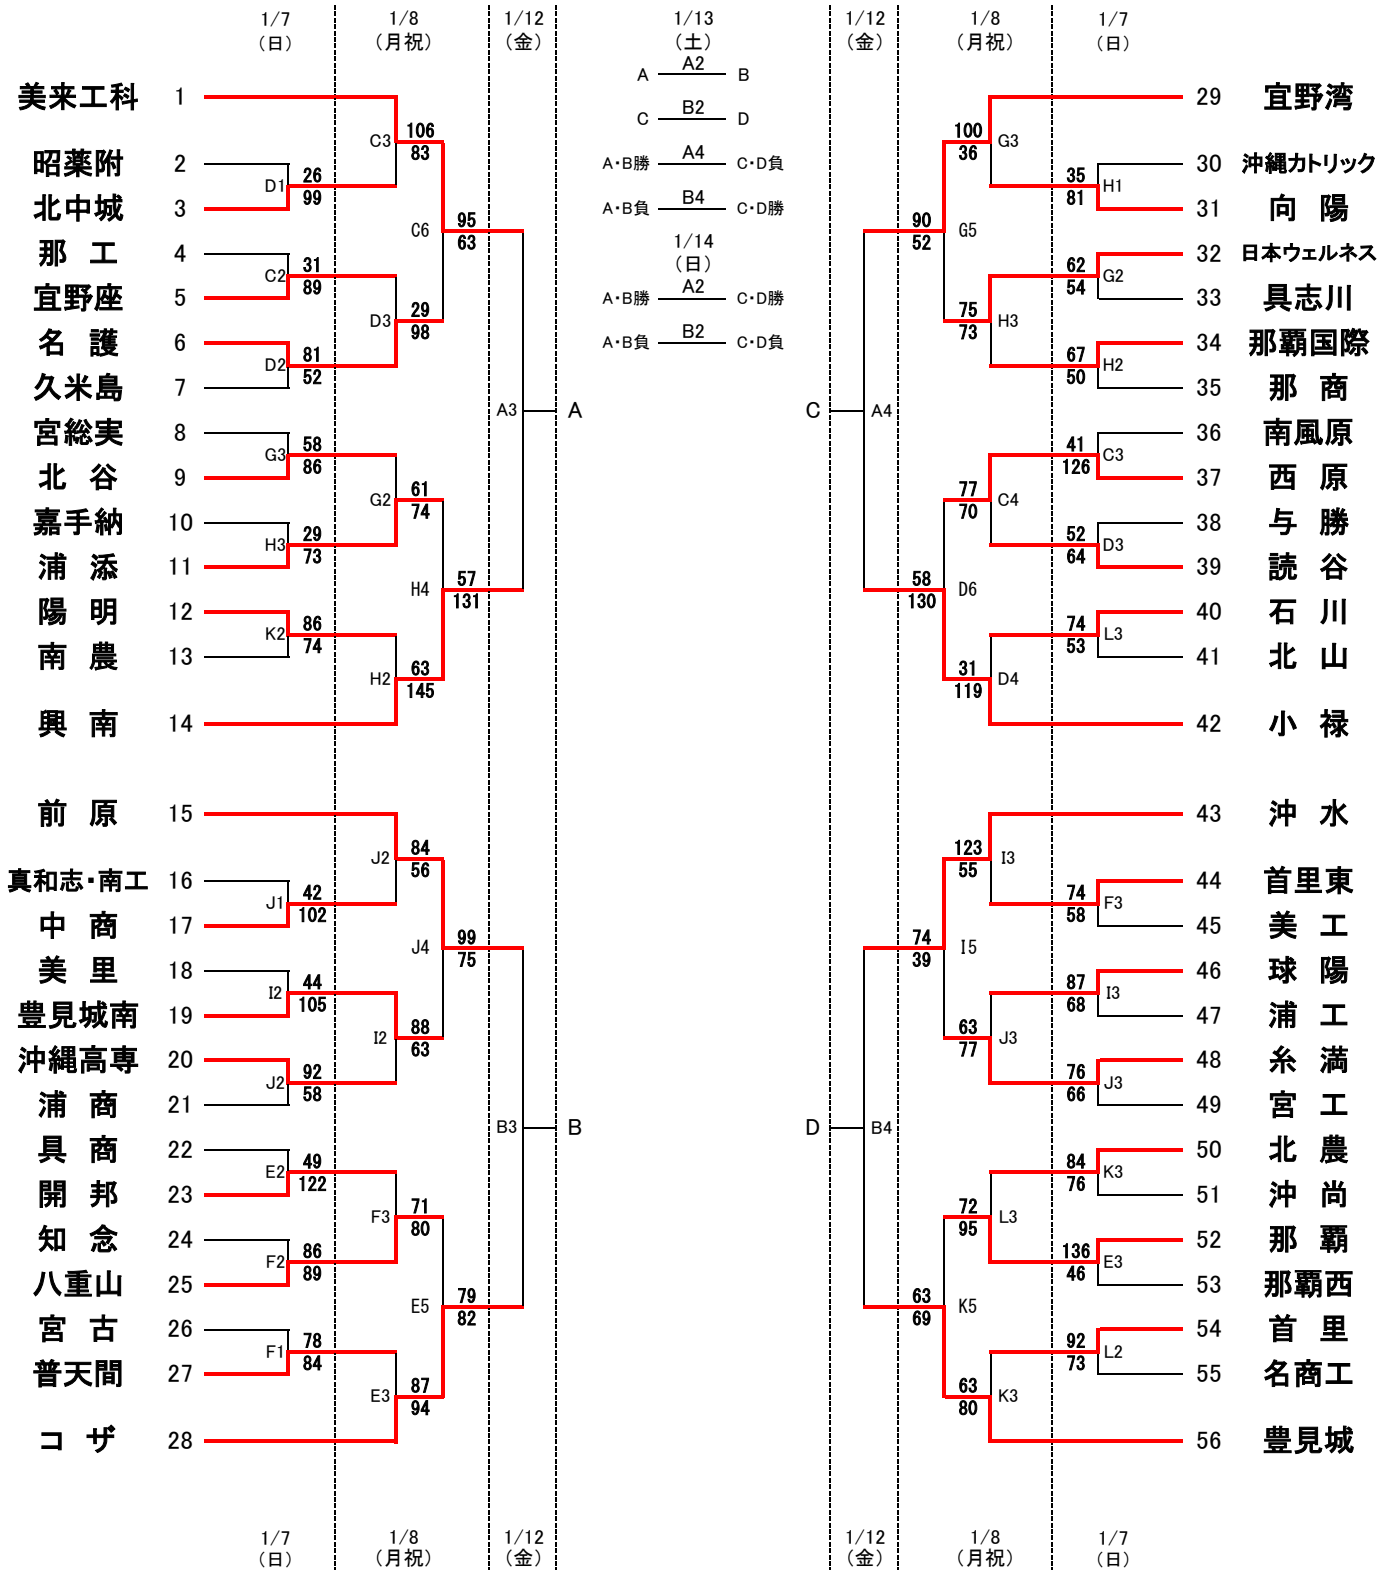 1/7
(日)
1/8
(月祝)
1/12
(金)
1/13
(土)
1/12
(金)
1/8
(月祝)
1/7
(日)
A A2 B
C B2 D
A・B勝 A4 C・D負
A・B負 B4 C・D勝
1/14
(日)
A・B勝 A2 C・D勝
A・B負 B2 C・D負
美来工科 1
昭薬附 2
北中城 3
那工 4
宜野座 5
名護 6
久米島 7
宮総実 8
北谷 9
嘉手納 10
浦添 11
陽明 12
南農 13
興南 14
前原 15
真和志・南工 16
中商 17
美里 18
豊見城南 19
沖縄高専 20
浦商 21
具商 22
開邦 23
知念 24
八重山 25
宮古 26
普天間 27
コザ 28
D1 26
99
C2 31
89
D2 81
52
G3 58
86
H3 29
73
K2 86
74
J1 42
102
I2 44
105
J2 92
58
E2 49
122
F2 86
89
F1 78
84
C3 106
83
D3 29
98
G2 61
74
H2 63
145
J2 84
56
I2 88
63
F3 71
80
E3 87
94
C6 95
63
H4 57
131
J4 99
75
E5 79
82
A3 A
B3 B
C A4
D B4
90
52 G5
58
130 D6
74
39 I5
63
69 K5
100
36 G3
75
73 H3
77
70 C4
31
119 D4
123
55 I3
63
77 J3
72
95 L3
63
80 K3
35
81 H1
62
54 G2
67
50 H2
41
126 C3
52
64 D3
74
53 L3
74
58 F3
87
68 I3
76
66 J3
84
76 K3
136
46 E3
92
73 L2
29 宜野湾
30 沖縄カトリック
31 向陽
32 日本ウェルネス
33 具志川
34 那覇国際
35 那商
36 南風原
37 西原
38 与勝
39 読谷
40 石川
41 北山
42 小禄
43 沖水
44 首里東
45 美工
46 球陽
47 浦工
48 糸満
49 宮工
50 北農
51 沖尚
52 那覇
53 那覇西
54 首里
55 名商工
56 豊見城
1/7
(日)
1/8
(月祝)
1/12
(金)
1/12
(金)
1/8
(月祝)
1/7
(日)